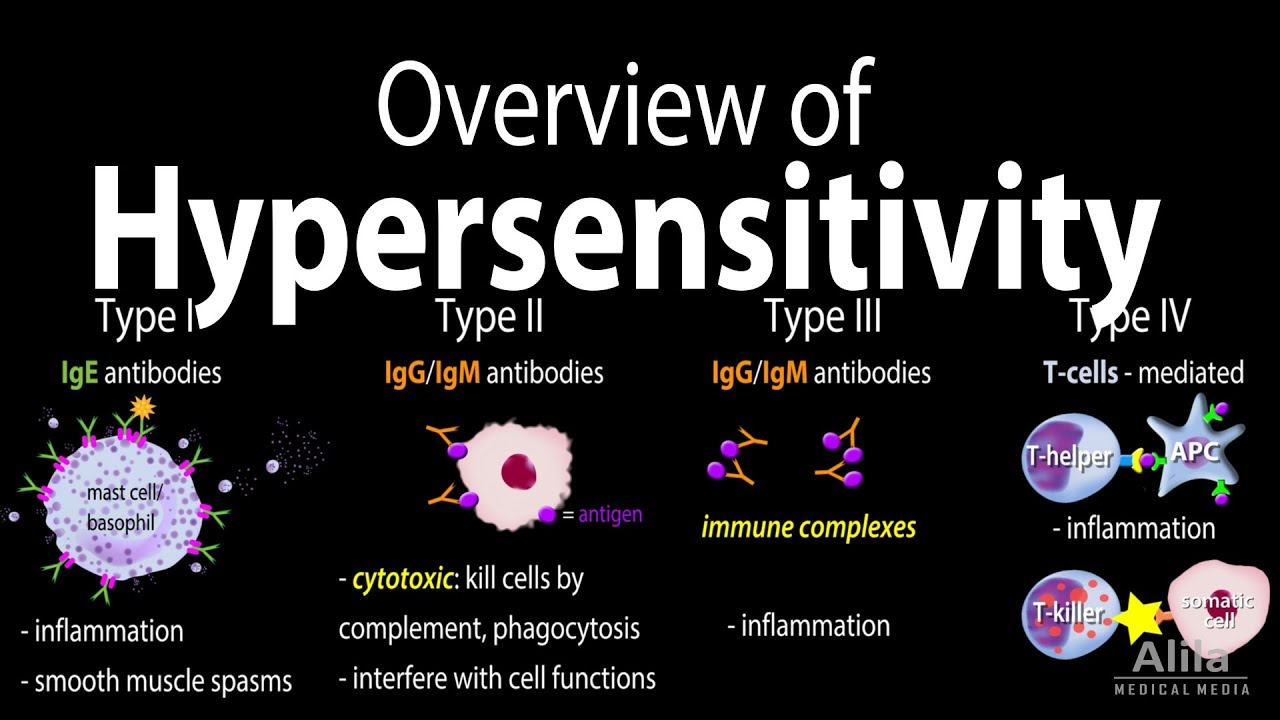 Overview of
Hypersensitivity
Type I
IgE antibodies
mast cell/
basophil
- inflammation
- smooth muscle spasms
Type II
IgG/IgM antibodies
= antigen
- cytotoxic: kill cells by
complement, phagocytosis
- interfere with cell functions
Type III
IgG/IgM antibodies
immune complexes
- inflammation
Type IV
T-cells - mediated
T-helper
APC
- inflammation
T-killer
somatic
cell
Alila
MEDICAL MEDIA